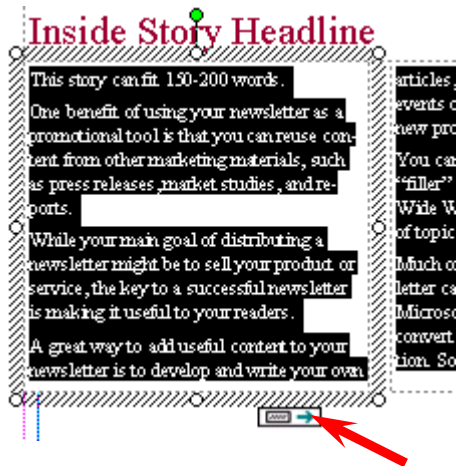 Inside Story Headline
This story can fit 150-200 words.
One benefit of using your newsletter as a
promotional tool is that you can reuse con-
tent from other marketing materials, such
as press releases, market studies, and re-
ports.
While your main goal of distributing a
newsletter might be to sell your product or
service, the key to a successful newsletter
is making it useful to your readers.
A great way to add useful content to your
newsletter is to develop and write your own
articles,
events
new
You
“filler”
Wide W
of topic
Much
letter
Microso
convert
tion. So